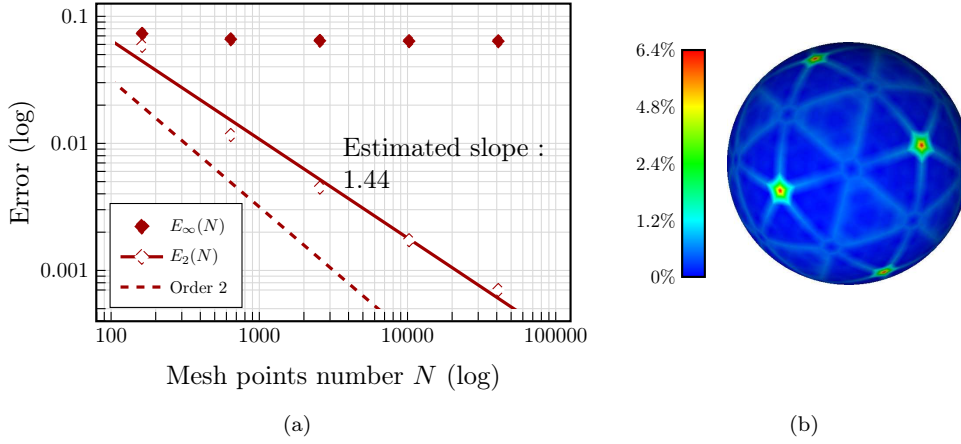 0.1
0.01
0.001
Error (log)
Estimated slope :
1.44
E∞(N)
E2(N)
Order 2
100
1000
10000
100000
Mesh points number N (log)
(a)
6.4%
4.8%
2.4%
1.2%
0%
(b)